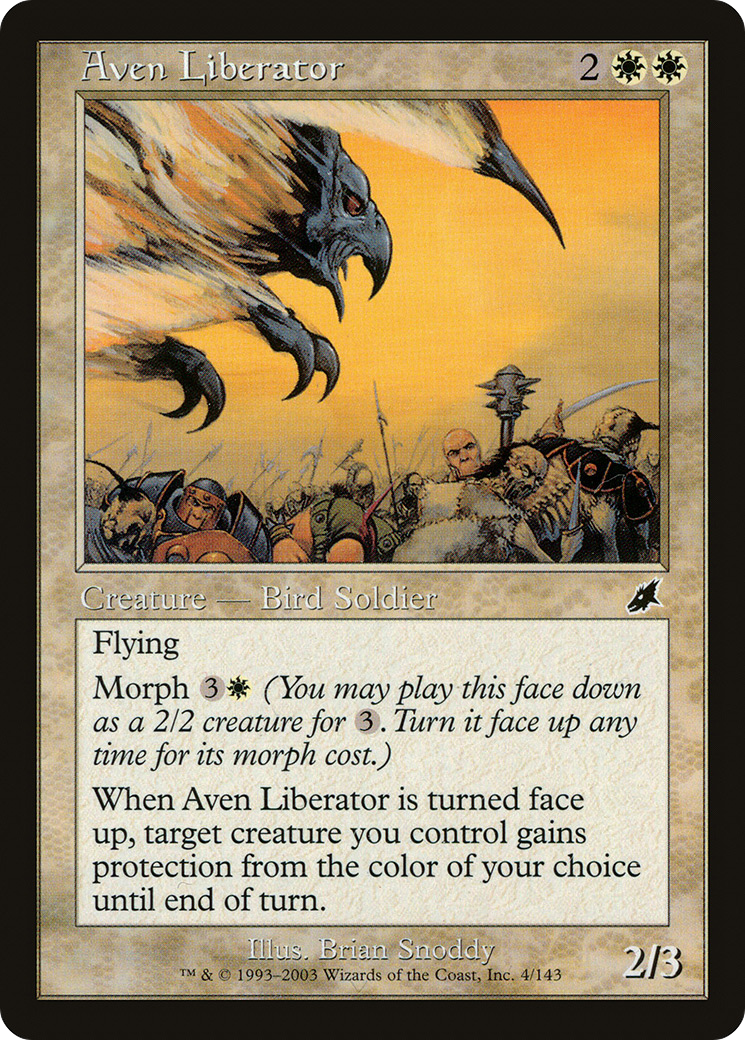 Aven Liberator 2
Creature — Bird Soldier
Flying
Morph 3 (You may play this face down
as a 2/2 creature for 3. Turn it face up any
time for its morph cost.)
When Aven Liberator is turned face
up, target creature you control gains
protection from the color of your choice
until end of turn.
Illus. Brian Snoddy
™ & © 1993–2003 Wizards of the Coast, Inc. 4/143
2/3